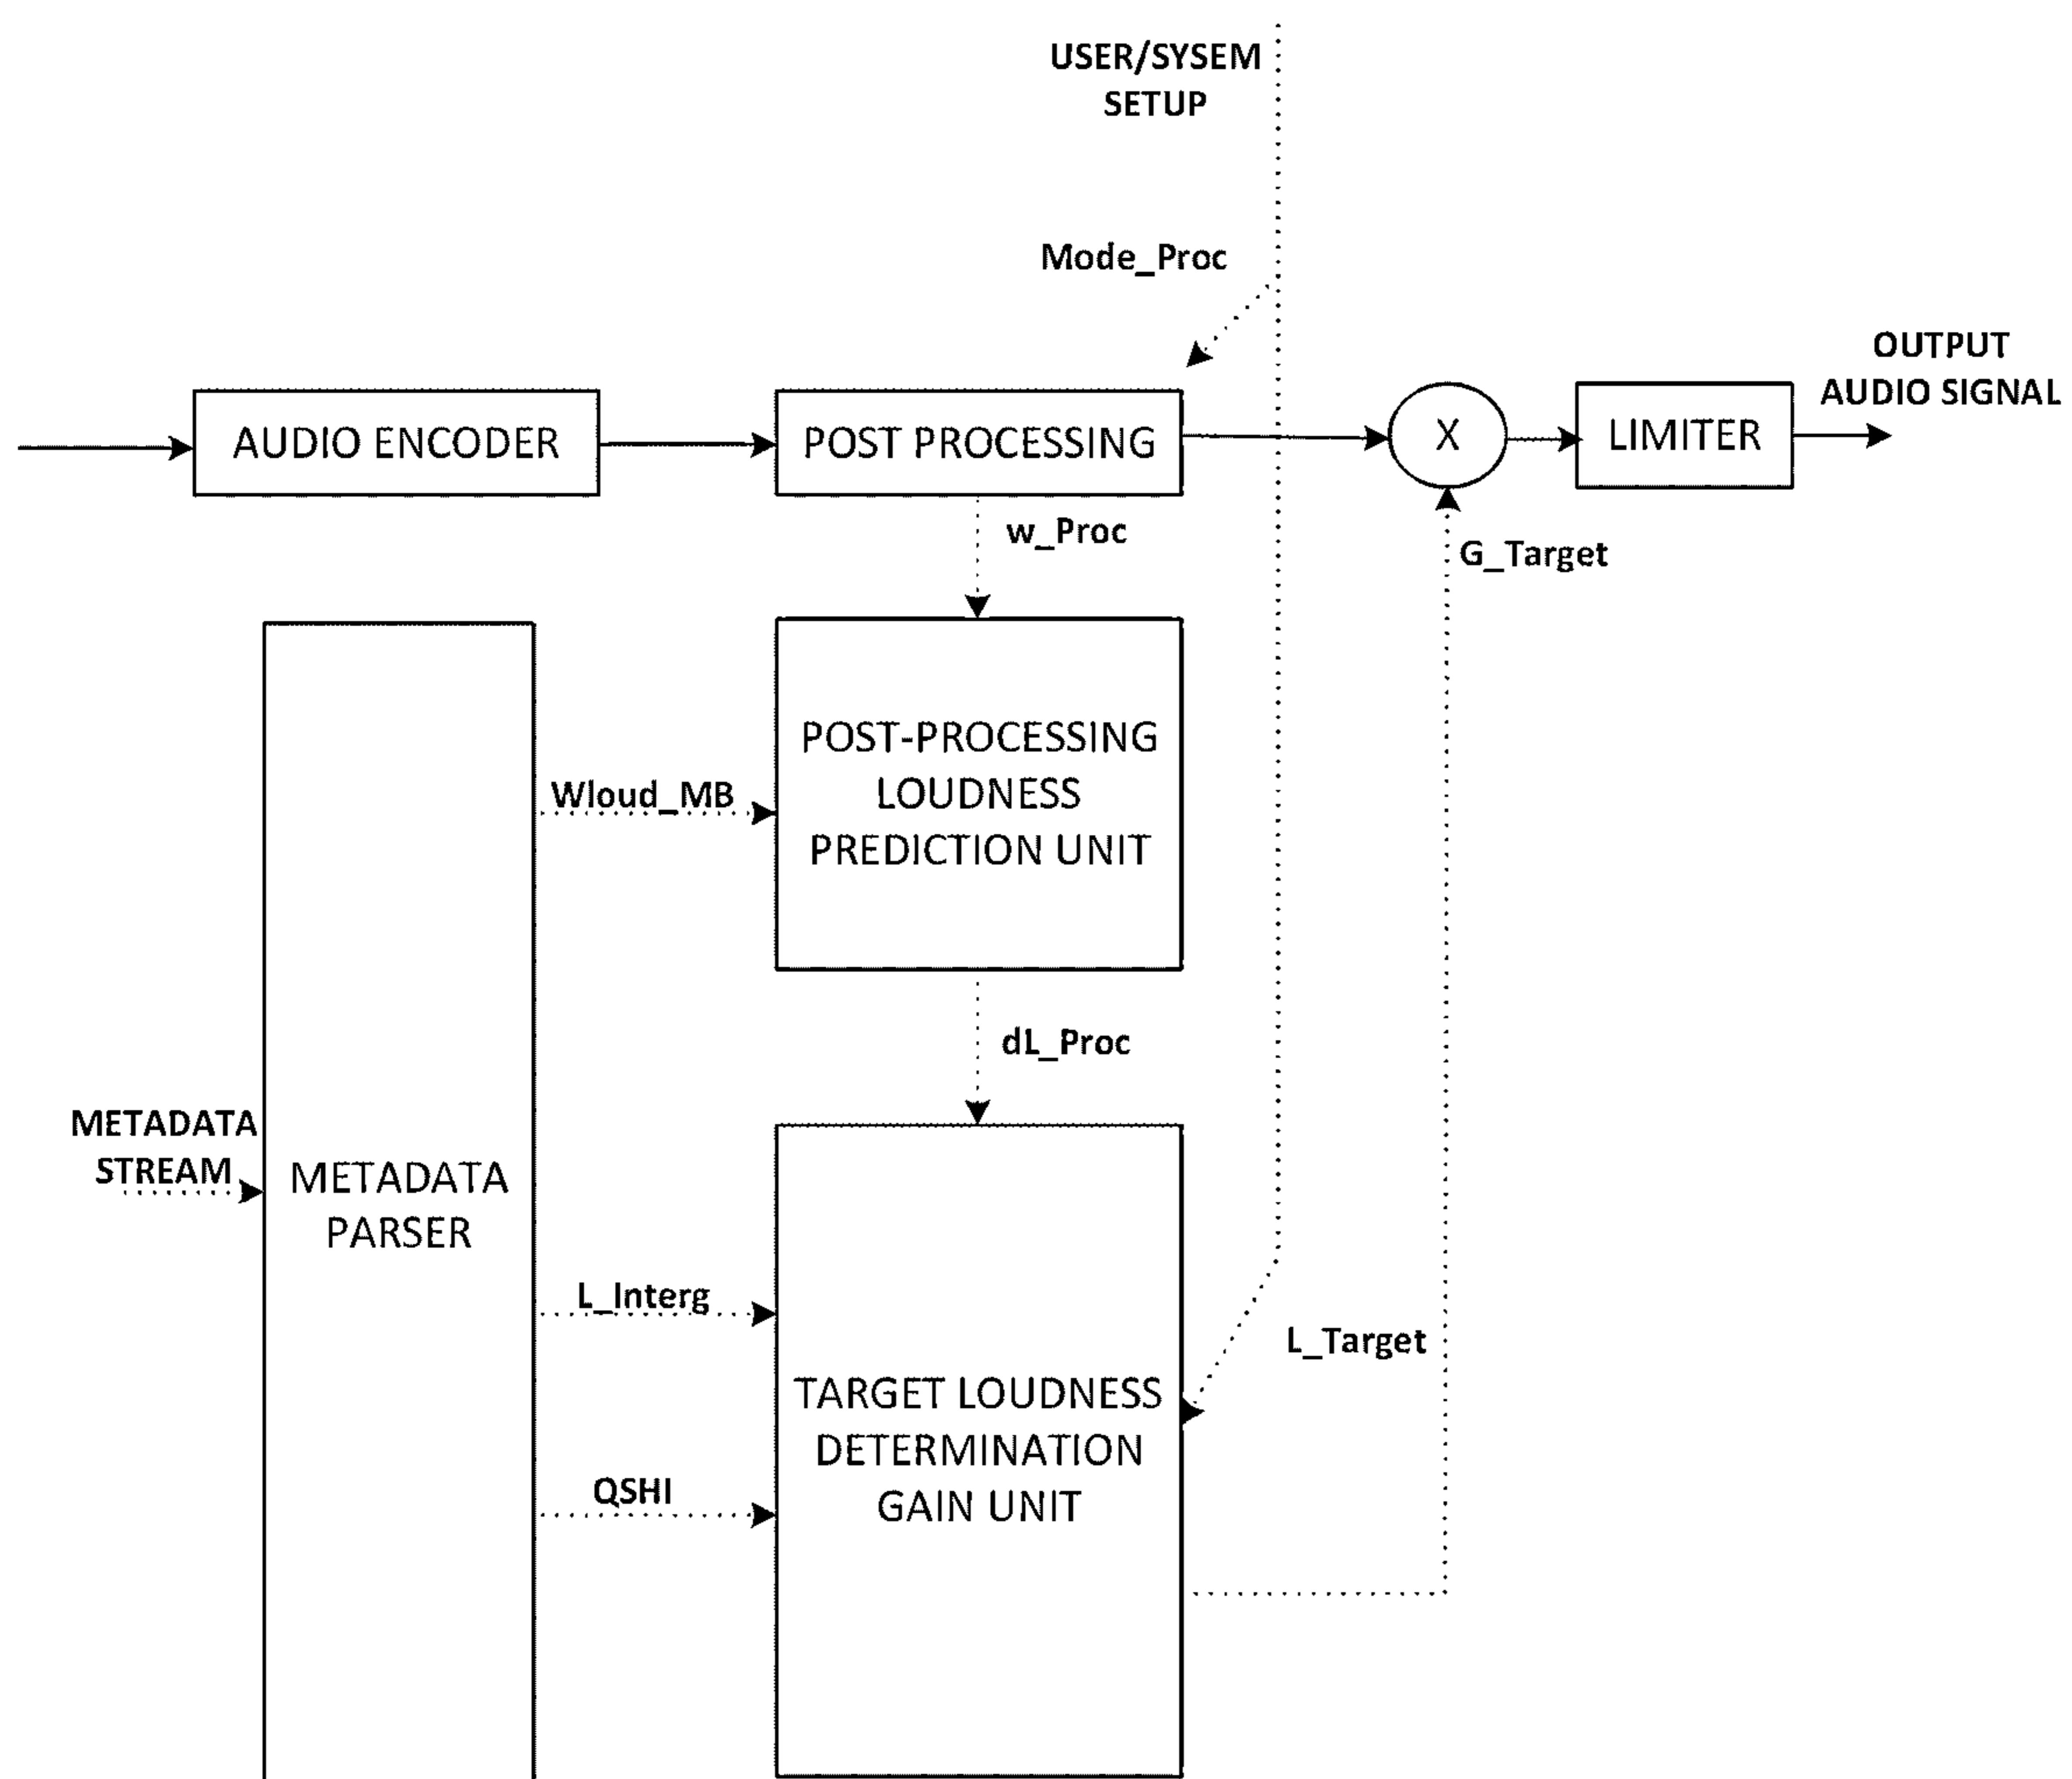 USER/SYSEM
SETUP
Mode_Proc
OUTPUT
AUDIO SIGNAL
AUDIO ENCODER
POST PROCESSING
X
LIMITER
w_Proc
G_Target
POST-PROCESSING
LOUDNESS
PREDICTION UNIT
Wloud_MB
dL_Proc
METADATA
STREAM
METADATA
PARSER
L_Interg
L_Target
TARGET LOUDNESS
DETERMINATION
GAIN UNIT
QSHI